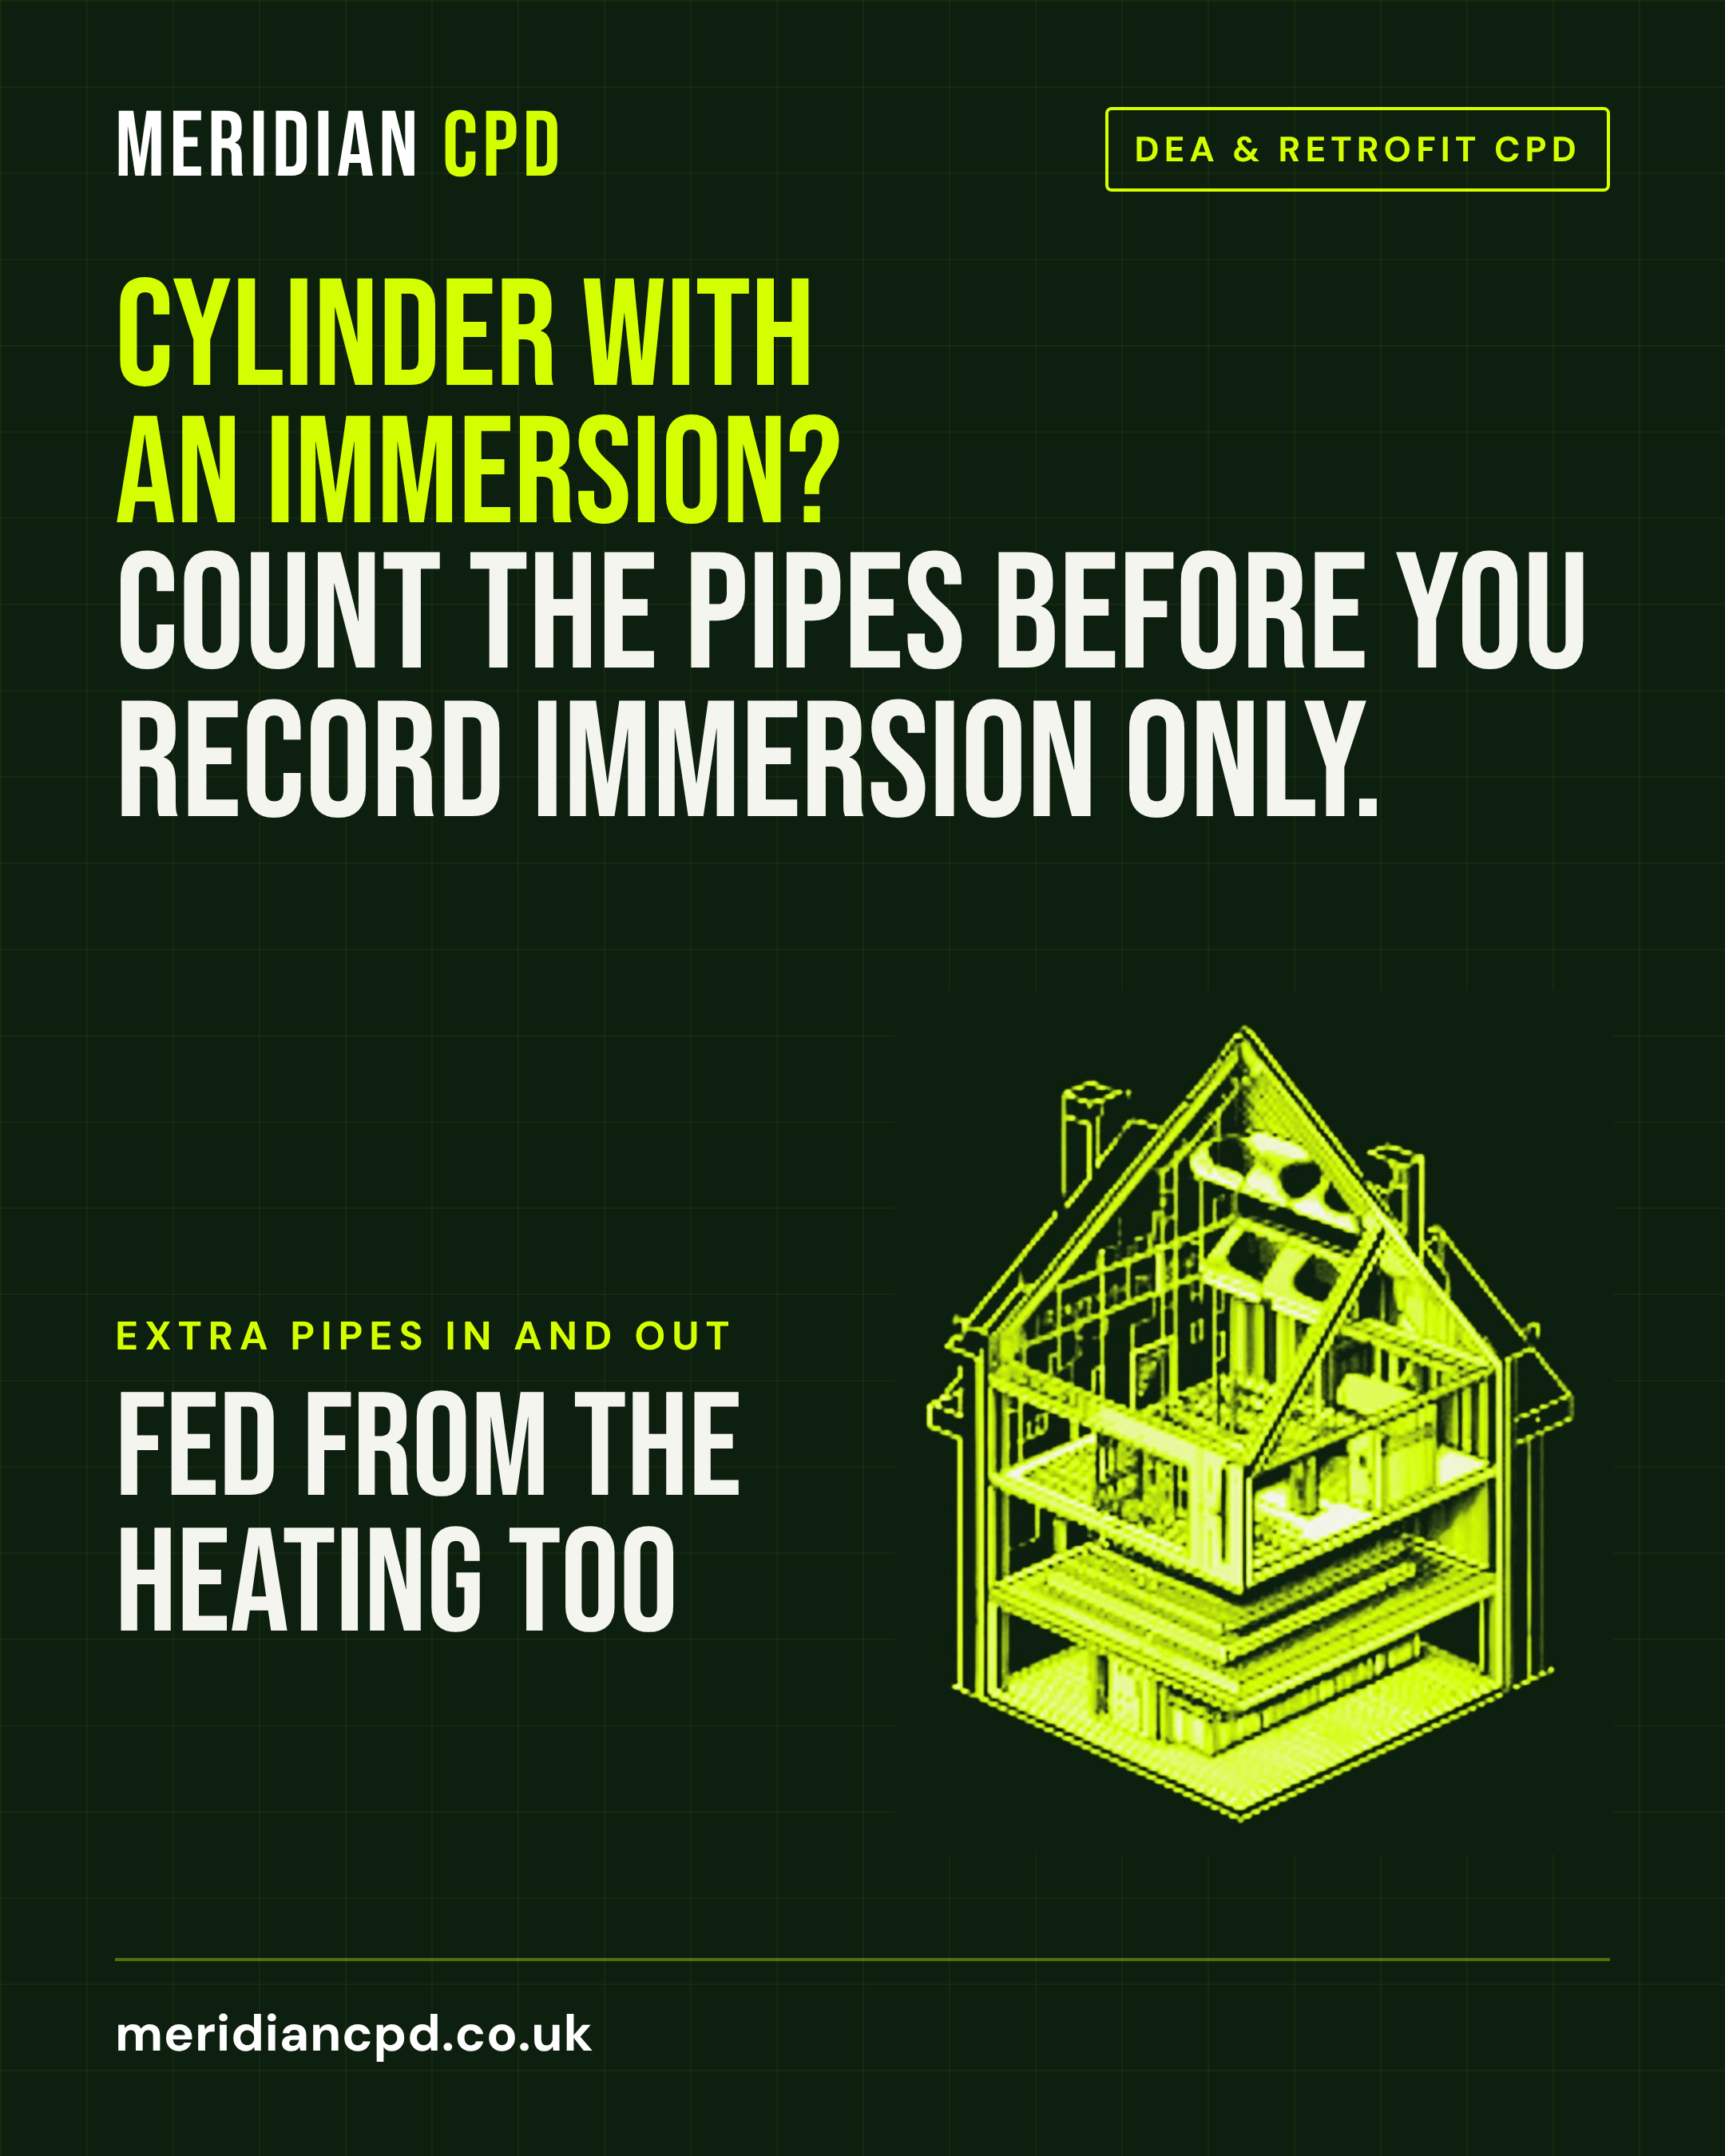 MERIDIAN CPD
DEA & RETROFIT CPD
CYLINDER WITH
AN IMMERSION?
COUNT THE PIPES BEFORE YOU
RECORD IMMERSION ONLY.
EXTRA PIPES IN AND OUT
FED FROM THE
HEATING TOO
meridiancpd.co.uk